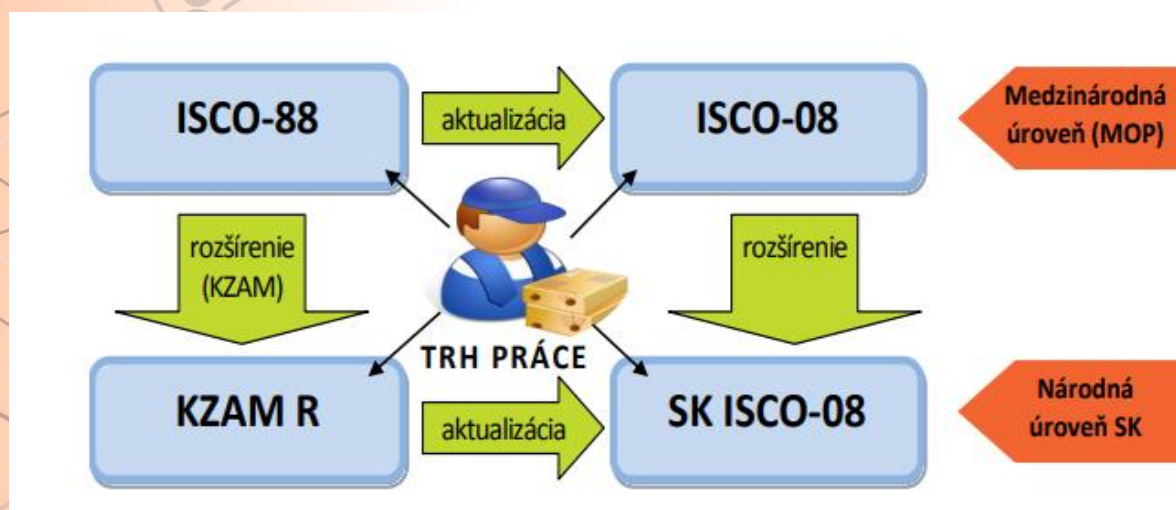 ISCO-88
aktualizácia
ISCO-08
Medzinárodná
úroveň (MOP)
rozšírenie
(KZAM)
rozšírenie
TRH PRÁCE
KZAM R
aktualizácia
SK ISCO-08
Národná
úroveň SK